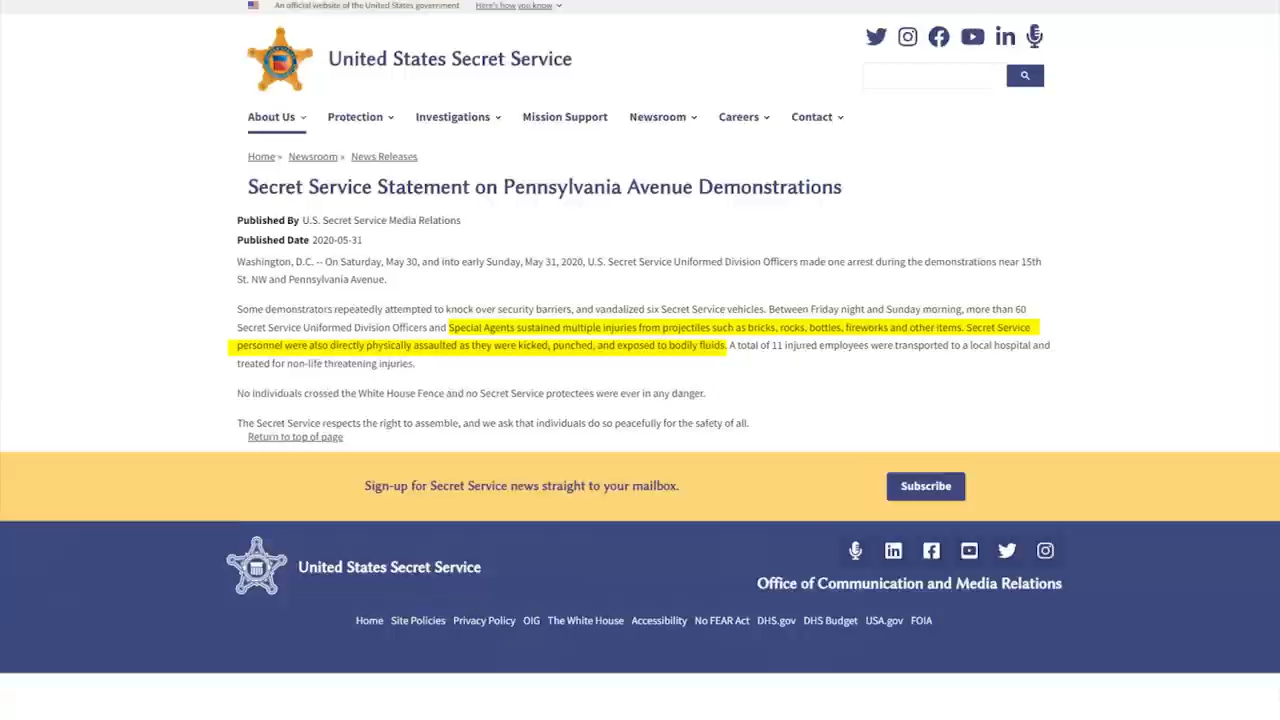 An official website of the United States government Here's how you know
United States Secret Service
About Us Protection Investigations Mission Support Newsroom Careers Contact
Home » Newsroom » News Releases
Secret Service Statement on Pennsylvania Avenue Demonstrations
Published By U.S. Secret Service Media Relations
Published Date 2020-05-31
Washington, D.C. -- On Saturday, May 30, and into early Sunday, May 31, 2020, U.S. Secret Service Uniformed Division Officers made one arrest during the demonstrations near 15th
St. NW and Pennsylvania Avenue.
Some demonstrators repeatedly attempted to knock over security barriers, and vandalized six Secret Service vehicles. Between Friday night and Sunday morning, more than 60
Secret Service Uniformed Division Officers and Special Agents sustained multiple injuries from projectiles such as bricks, rocks, bottles, fireworks and other items. Secret Service
personnel were also directly physically assaulted as they were kicked, punched, and exposed to bodily fluids. A total of 11 injured employees were transported to a local hospital and
treated for non-life threatening injuries.
No individuals crossed the White House Fence and no Secret Service protectees were ever in any danger.
The Secret Service respects the right to assemble, and we ask that individuals do so peacefully for the safety of all.
Return to top of page
Sign-up for Secret Service news straight to your mailbox. Subscribe
United States Secret Service
Office of Communication and Media Relations
Home Site Policies Privacy Policy OIG The White House Accessibility No FEAR Act DHS.gov DHS Budget USA.gov FOIA